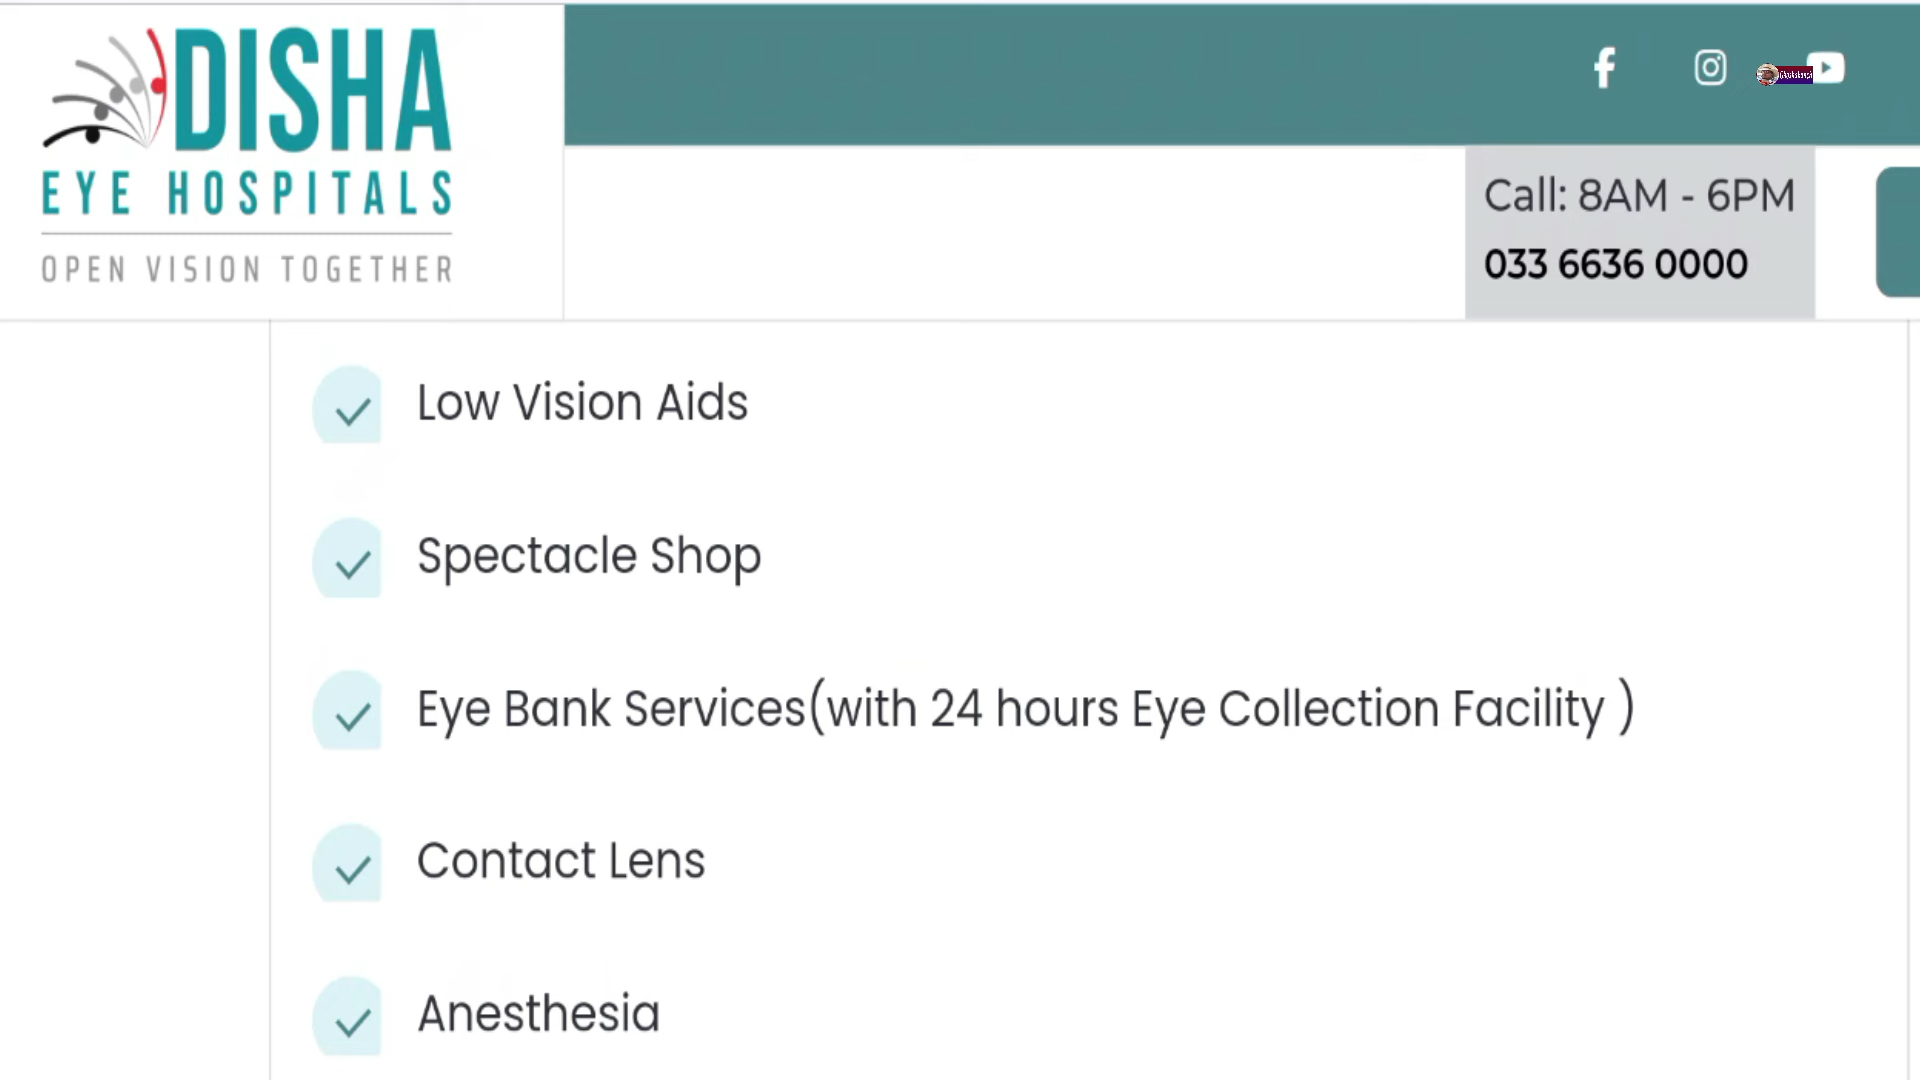 DISHA
EYE HOSPITALS
OPEN VISION TOGETHER
Call: 8AM - 6PM
033 6636 0000
Low Vision Aids
Spectacle Shop
Eye Bank Services(with 24 hours Eye Collection Facility )
Contact Lens
Anesthesia